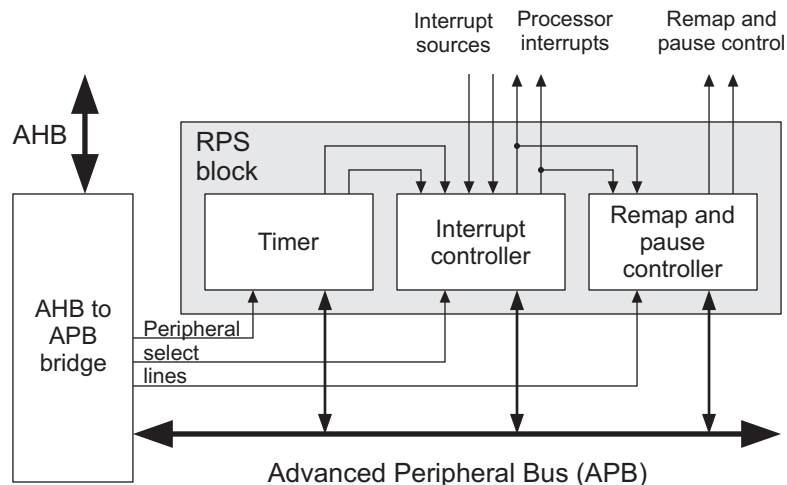 Interrupt
sources
Processor
interrupts
Remap and
pause control
AHB
RPS
block
Timer
Interrupt
controller
Remap and
pause
controller
AHB to
APB
bridge
Peripheral
select
lines
Advanced Peripheral Bus (APB)